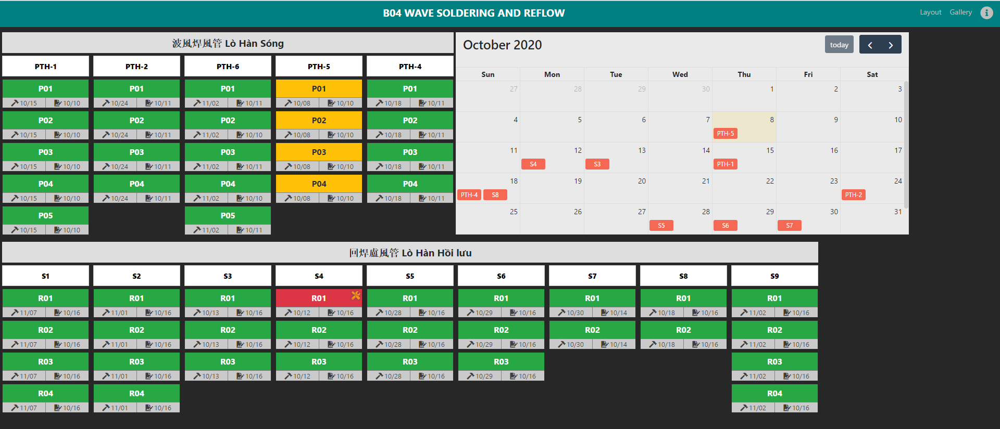 B04 WAVE SOLDERING AND REFLOW
Layout Gallery
波風焊風管 Lò Hàn Sóng
PTH-1 PTH-2 PTH-6 PTH-5 PTH-4
P01 P01 P01 P01 P01
10/15 10/10 10/24 10/11 11/02 10/11 10/08 10/10 10/18 10/11
P02 P02 P02 P02 P02
10/15 10/10 10/24 10/11 11/02 10/10 10/08 10/10 10/18 10/11
P03 P03 P03 P03 P03
10/15 10/10 10/24 10/11 11/02 10/11 10/08 10/10 10/18 10/11
P04 P04 P04 P04 P04
10/15 10/10 10/24 10/11 11/02 10/10 10/08 10/10 10/18 10/11
P05 P05
10/15 10/10 11/02 10/11
October 2020
today
Sun Mon Tue Wed Thu Fri Sat
27 28 29 30 1 2 3
4 5 6 7 8 9 10
PTH-5
11 12 13 14 15 16 17
S4 S3 PTH-1
18 19 20 21 22 23 24
PTH-4 S8 PTH-2
25 26 27 28 29 30 31
S5 S6 S7
回焊盧風管 Lò Hàn Hồi lưu
S1 S2 S3 S4 S5 S6 S7 S8 S9
R01 R01 R01 R01 R01 R01 R01 R01 R01
11/07 10/16 11/01 10/16 10/13 10/16 10/12 10/16 10/28 10/16 10/29 10/16 10/30 10/14 10/18 10/16 11/02 10/16
R02 R02 R02 R02 R02 R02 R02 R02 R02
11/07 10/16 11/01 10/16 10/13 10/16 10/12 10/16 10/28 10/16 10/29 10/16 10/30 10/14 10/18 10/16 11/02 10/16
R03 R03 R03 R03 R03 R03 R03
11/07 10/16 11/01 10/16 10/13 10/16 10/12 10/16 10/28 10/16 10/29 10/16 11/02 10/16
R04 R04 R04
11/07 10/16 11/01 10/16 11/02 10/16